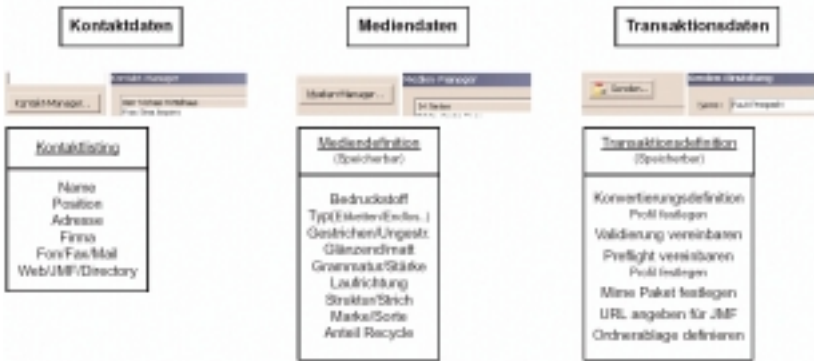 Kontaktdaten
Mediendaten
Transaktionsdaten
Kontakt-Manager...
Kontakt-Manager
Medien-Manager...
Medien-Manager
Senden...
Kontaktlisting
Name
Position
Adresse
Firma
Fon/Fax/Mail
Web/JMF/Directory
Mediendefinition
(Speicherbar)
Bedruckstoff
Typ(Etiketten/Endlos..)
Gestrichen/Ungestr.
Glänzend/matt
Grammatur/Stärke
Laufrichtung
Struktur/Strich
Marke/Sorte
Anteil Recycle
Transaktionsdefinition
(Speicherbar)
Konvertierungsdefinition
Profil festlegen
Validierung vereinbaren
Preflight vereinbaren
Profil festlegen
Mime Paket festlegen
URL angeben für JMF
Ordnerablage definieren